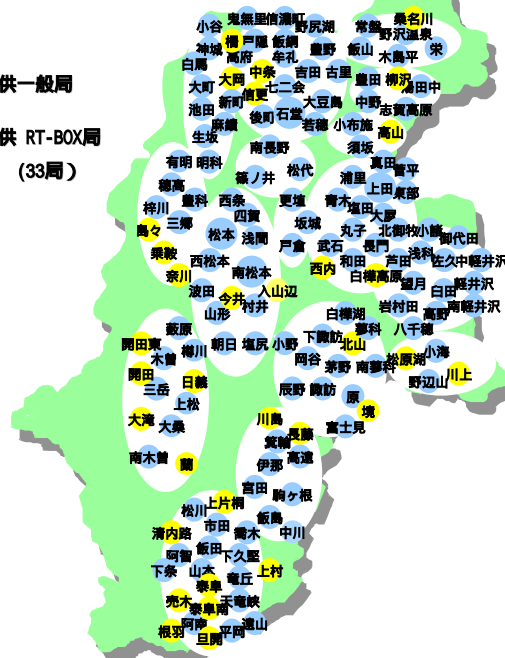 鬼無里 信濃町
小谷 野尻湖 常盤 桑名川
野沢温泉
神城 柵 戸隠 飯綱 豊野 飯山 栄
高府 牟礼 木島平
白馬 中条 吉田 古里
大町 大岡 七二会 豊田 柳沢 湯田中
信更
新町 大豆島 中野 志賀高原
池田 後町 石堂
麻績 若穂 小布施 高山
生坂
供一般局
供 RT-BOX局
(33局)
南長野 須坂
有明 明科 松代 真田 菅平
篠ノ井 浦里
穂高 上田 東部
梓川 豊科 西条 更埴 青木
四賀 塩田 大屋
島々 三郷 坂城 丸子 北御牧 小諸
松本 浅間 御代田
乗鞍 戸倉 武石 長門 浅科
西松本 和田 芦田 佐久 中軽井沢
奈川 南松本 西内 白樺高原
望月 軽井沢
波田 今井 入山辺 臼田
山形 村井 岩村田 高野 南軽井沢
白樺湖
薮原 蓼科 八千穂
開田東 朝日 塩尻 小野 下諏訪 北山
木曽 樽川 小海
岡谷 茅野 南蓼科 松原湖
開田 日義 川上
三岳 辰野 諏訪 野辺山
上松 原
大滝 境
大桑 川島 富士見
長藤
箕輪
南木曽 蘭 伊那 高遠
宮田 駒ヶ根
上片桐
松川 飯島
市田
清内路 喬木 中川
飯田
阿智 下久堅
下条 山本 上村
竜丘
泰阜
売木 天竜峡
泰阜南
阿南 遠山
根羽 平岡
旦開